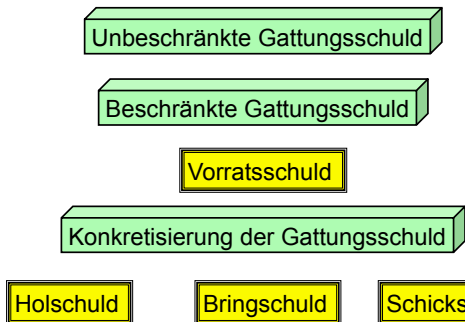 Unbeschränkte Gattungsschuld
Beschränkte Gattungsschuld
Vorratsschuld
Konkretisierung der Gattungsschuld
Holschuld Bringschuld Schicks